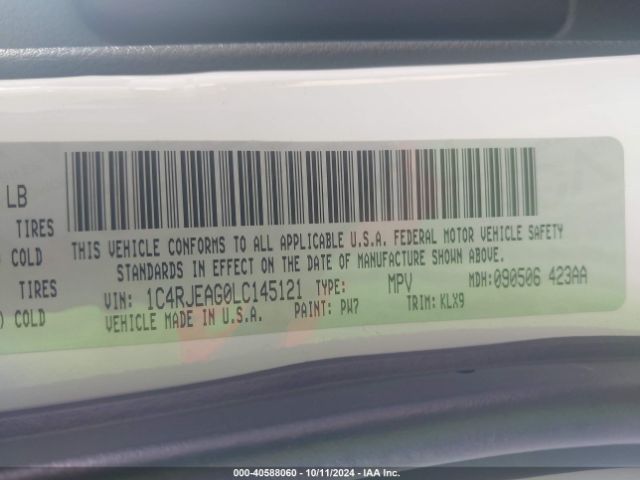 LB
TIRES
COLD
TIRES
) COLD
THIS VEHICLE CONFORMS TO ALL APPLICABLE U.S.A. FEDERAL MOTOR VEHICLE SAFETY
STANDARDS IN EFFECT ON THE DATE OF MANUFACTURE SHOWN ABOVE.
VIN: 1C4RJEAG0LC145121 TYPE: MPV MDH:090506 423AA
VEHICLE MADE IN U.S.A. PAINT: PW7 TRIM: KLX9
000-40588060 - 10/11/2024 - IAA Inc.